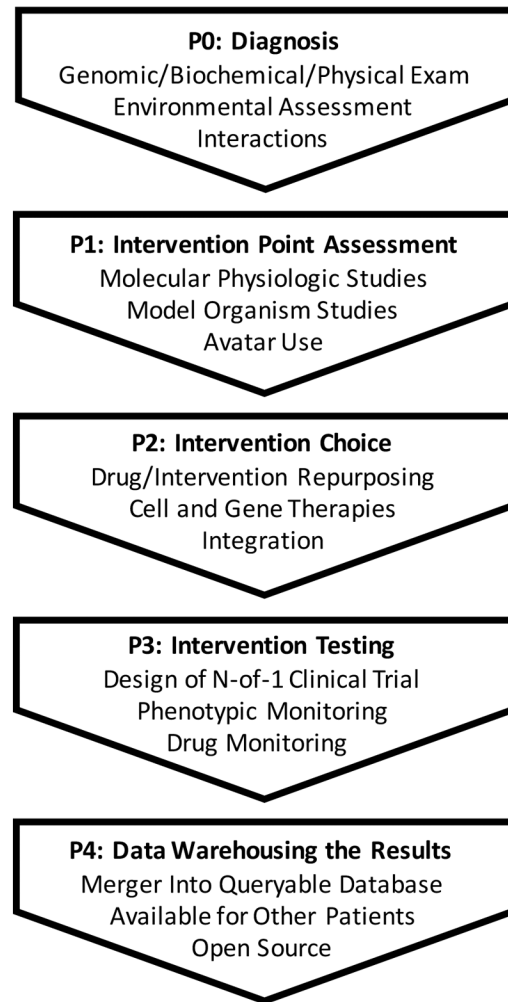 P0: Diagnosis
Genomic/Biochemical/Physical Exam
Environmental Assessment
Interactions
P1: Intervention Point Assessment
Molecular Physiologic Studies
Model Organism Studies
Avatar Use
P2: Intervention Choice
Drug/Intervention Repurposing
Cell and Gene Therapies
Integration
P3: Intervention Testing
Design of N-of-1 Clinical Trial
Phenotypic Monitoring
Drug Monitoring
P4: Data Warehousing the Results
Merger Into Queryable Database
Available for Other Patients
Open Source